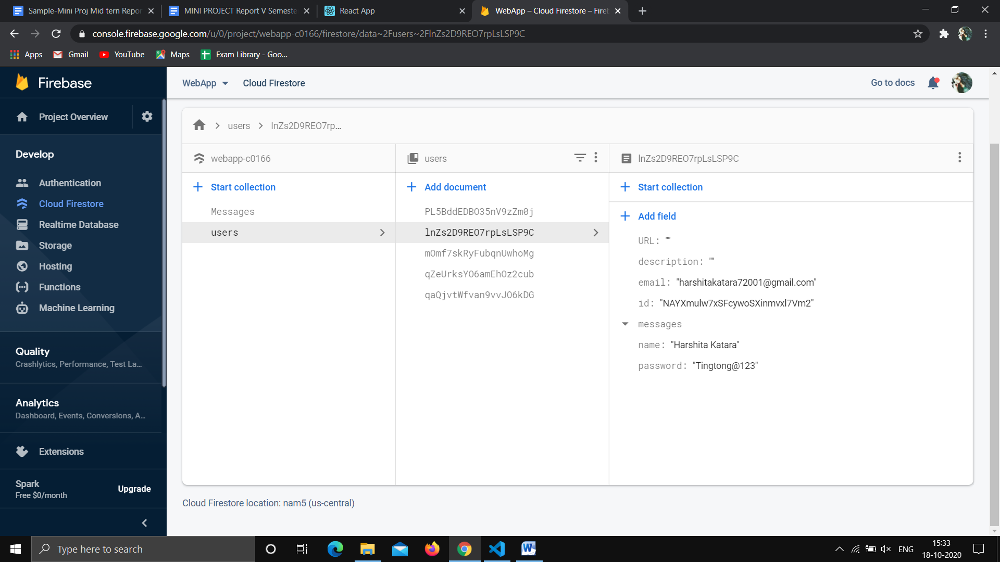 Sample-Mini Proj Mid tern Repor
MINI PROJECT Report V Semeste
React App
WebApp – Cloud Firestore – Fireb
console.firebase.google.com/u/0/project/webapp-c0166/firestore/data~2Fusers~2FlnZs2D9REO7rpLsLSP9C
Apps
Gmail
YouTube
Maps
Exam Library - Goo...
Firebase
Project Overview
Develop
Authentication
Cloud Firestore
Realtime Database
Storage
Hosting
Functions
Machine Learning
Quality
Crashlytics, Performance, Test La...
Analytics
Dashboard, Events, Conversions, A...
Extensions
Spark
Free $0/month
Upgrade
WebApp
Cloud Firestore
Go to docs
users
lnZs2D9REO7rp...
webapp-c0166
Start collection
Messages
users
users
Add document
PL5BddEDBO35nV9zZm0j
lnZs2D9REO7rpLsLSP9C
mOmf7skRyFubqnUwhoMg
qZeUrksYO6amEhOz2cub
qaQjvtWfvan9vvJO6kDG
lnZs2D9REO7rpLsLSP9C
Start collection
Add field
URL: ""
description: ""
email: "harshitakatara72001@gmail.com"
id: "NAYXmulw7xSFcywoSXinmvxl7Vm2"
messages
name: "Harshita Katara"
password: "Tingtong@123"
Cloud Firestore location: nam5 (us-central)
Type here to search
ENG
15:33
18-10-2020